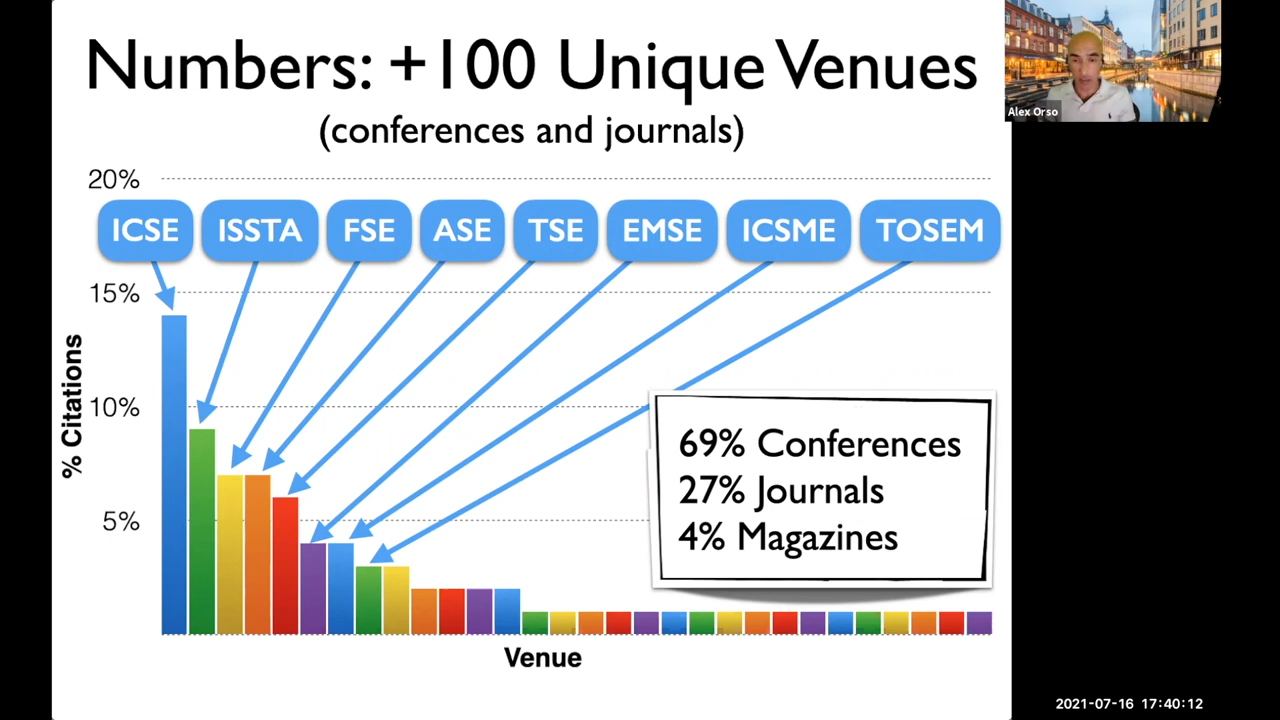 Numbers: +100 Unique Venues
(conferences and journals)
Alex Orso
20%
ICSE ISSTA FSE ASE TSE EMSE ICSME TOSEM
15%
10%
5%
% Citations
69% Conferences
27% Journals
4% Magazines
Venue
2021-07-16 17:40:12